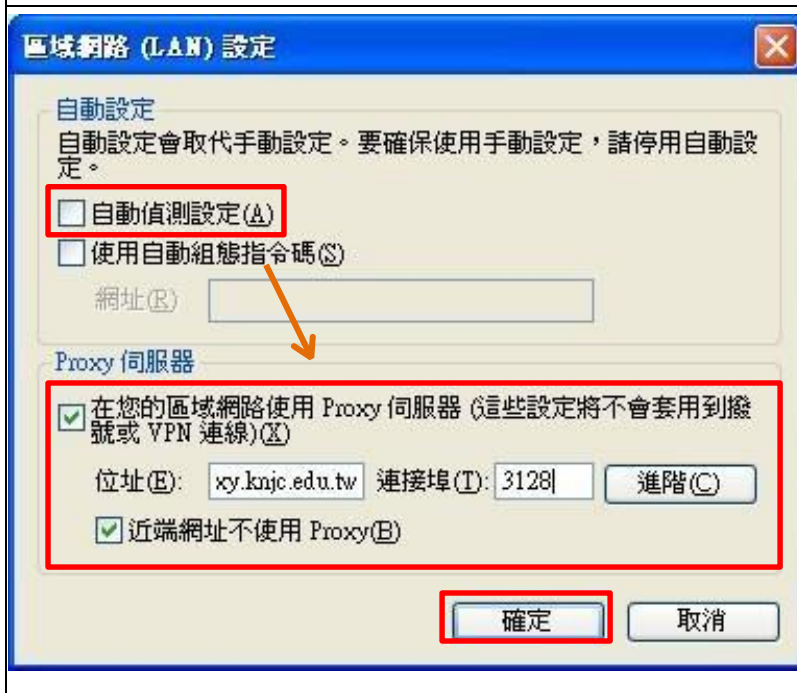 區域網路 (LAN) 設定
自動設定
自動設定會取代手動設定。要確保使用手動設定，請停用自動設
定。
自動偵測設定(A)
使用自動組態指令碼(S)
網址(R)
Proxy 伺服器
在您的區域網路使用 Proxy 伺服器 (這些設定將不會套用到撥
號或 VPN 連線)(X)
位址(E): xy.knjc.edu.tw 連接埠(T): 3128 進階(C)
近端網址不使用 Proxy(B)
確定 取消